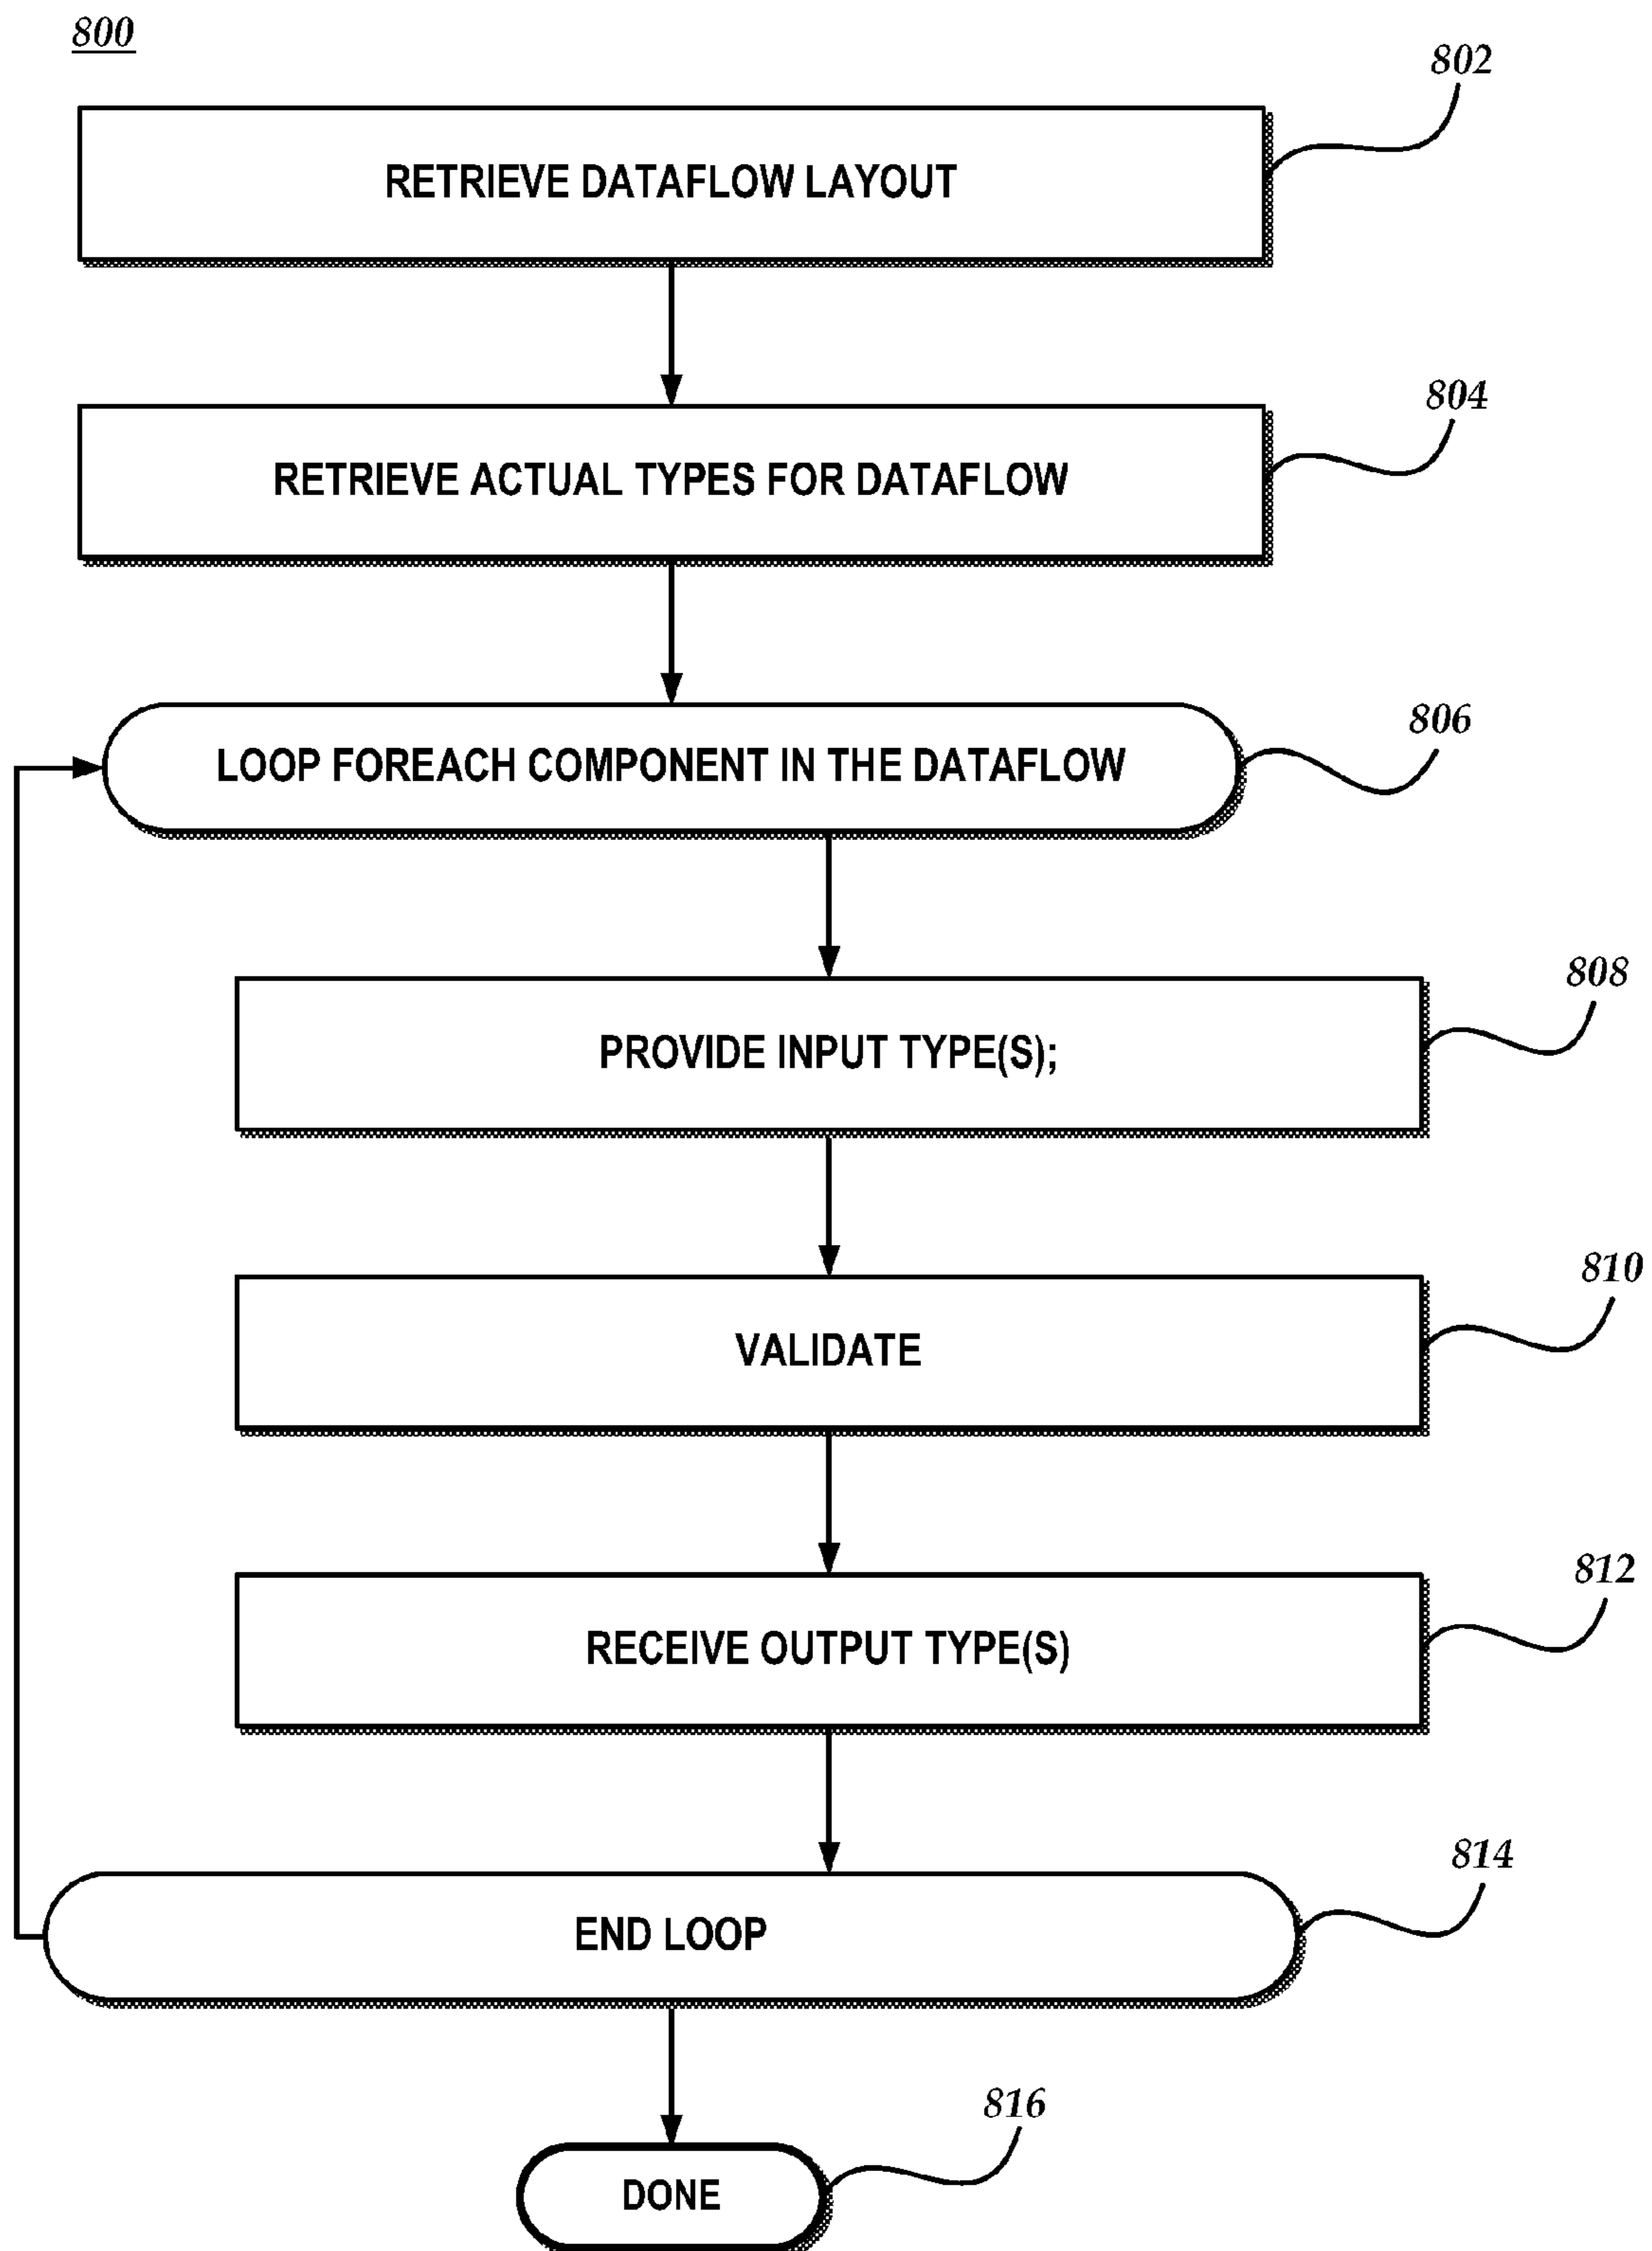 800
802
RETRIEVE DATAFLOW LAYOUT
804
RETRIEVE ACTUAL TYPES FOR DATAFLOW
806
LOOP FOREACH COMPONENT IN THE DATAFLOW
808
PROVIDE INPUT TYPE(S);
810
VALIDATE
812
RECEIVE OUTPUT TYPE(S)
814
END LOOP
816
DONE